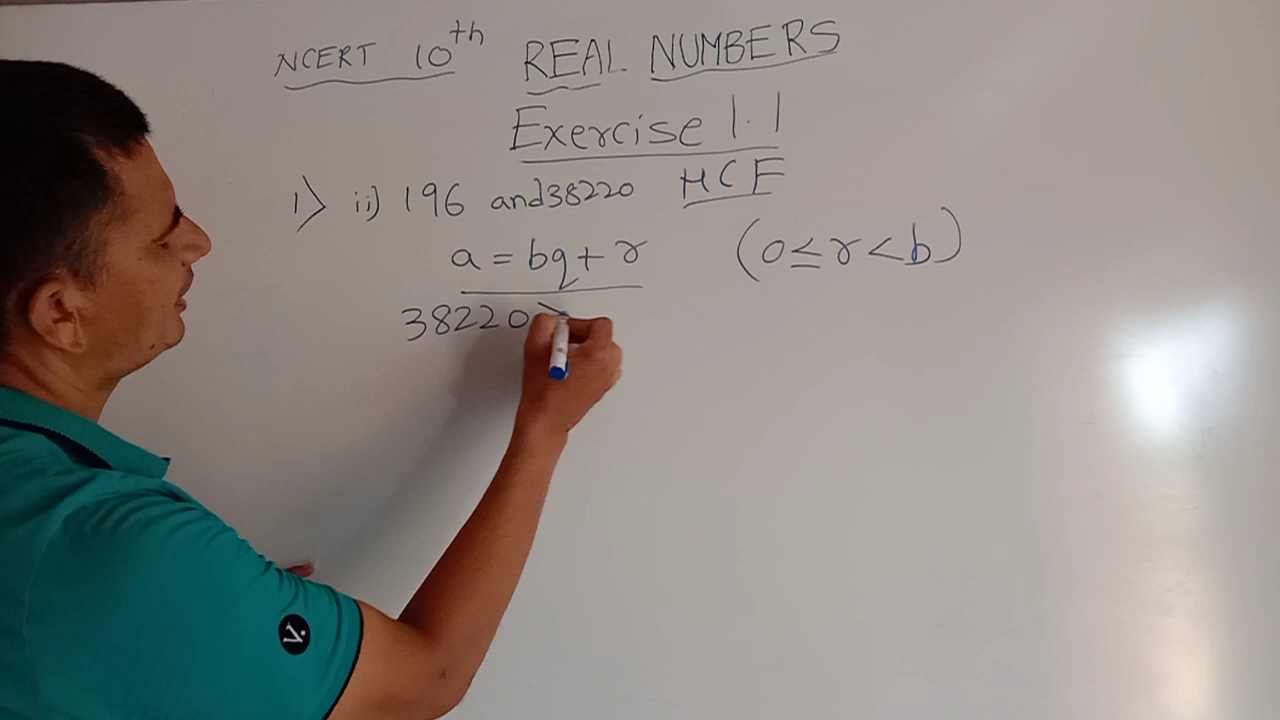 NCERT 10th REAL NUMBERS
Exercise 1.1
1) ii) 196 and 38220 HCF
a = bq + r (0 ≤ r < b)
38220 >
V.